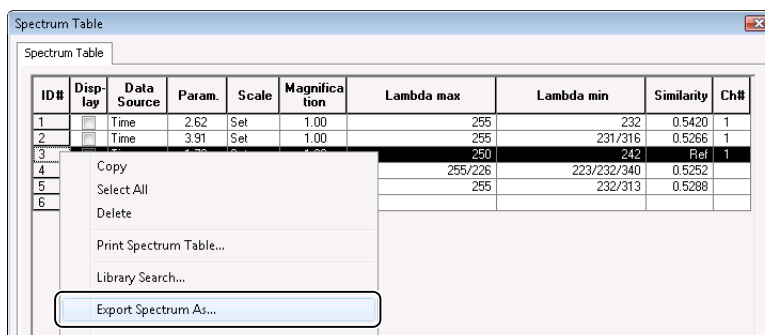 Spectrum Table
Spectrum Table
ID# Disp-lay Data Source Param. Scale Magnification Lambda max Lambda min Similarity Ch#
1 Time 2.62 Set 1.00 255 232 0.5420 1
2 Time 3.91 Set 1.00 255 231/316 0.5266 1
3 250 242 Ref 1
4 255/226 223/232/340 0.5252
5 255 232/313 0.5288
6
Copy
Select All
Delete
Print Spectrum Table...
Library Search...
Export Spectrum As...